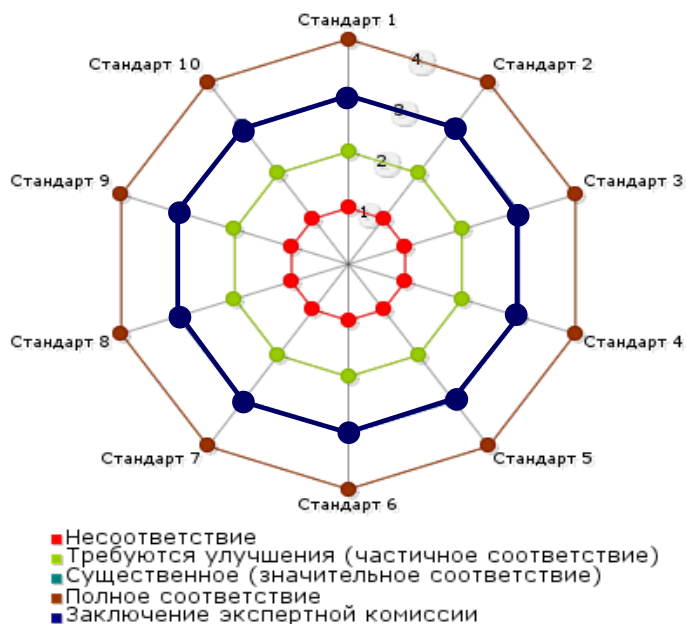 Стандарт 1
Стандарт 10
4
Стандарт 2
3
2
Стандарт 9
Стандарт 3
1
Стандарт 8
Стандарт 4
Стандарт 7
Стандарт 5
Стандарт 6
Несоответствие
Требуются улучшения (частичное соответствие)
Существенное (значительное соответствие)
Полное соответствие
Заключение экспертной комиссии